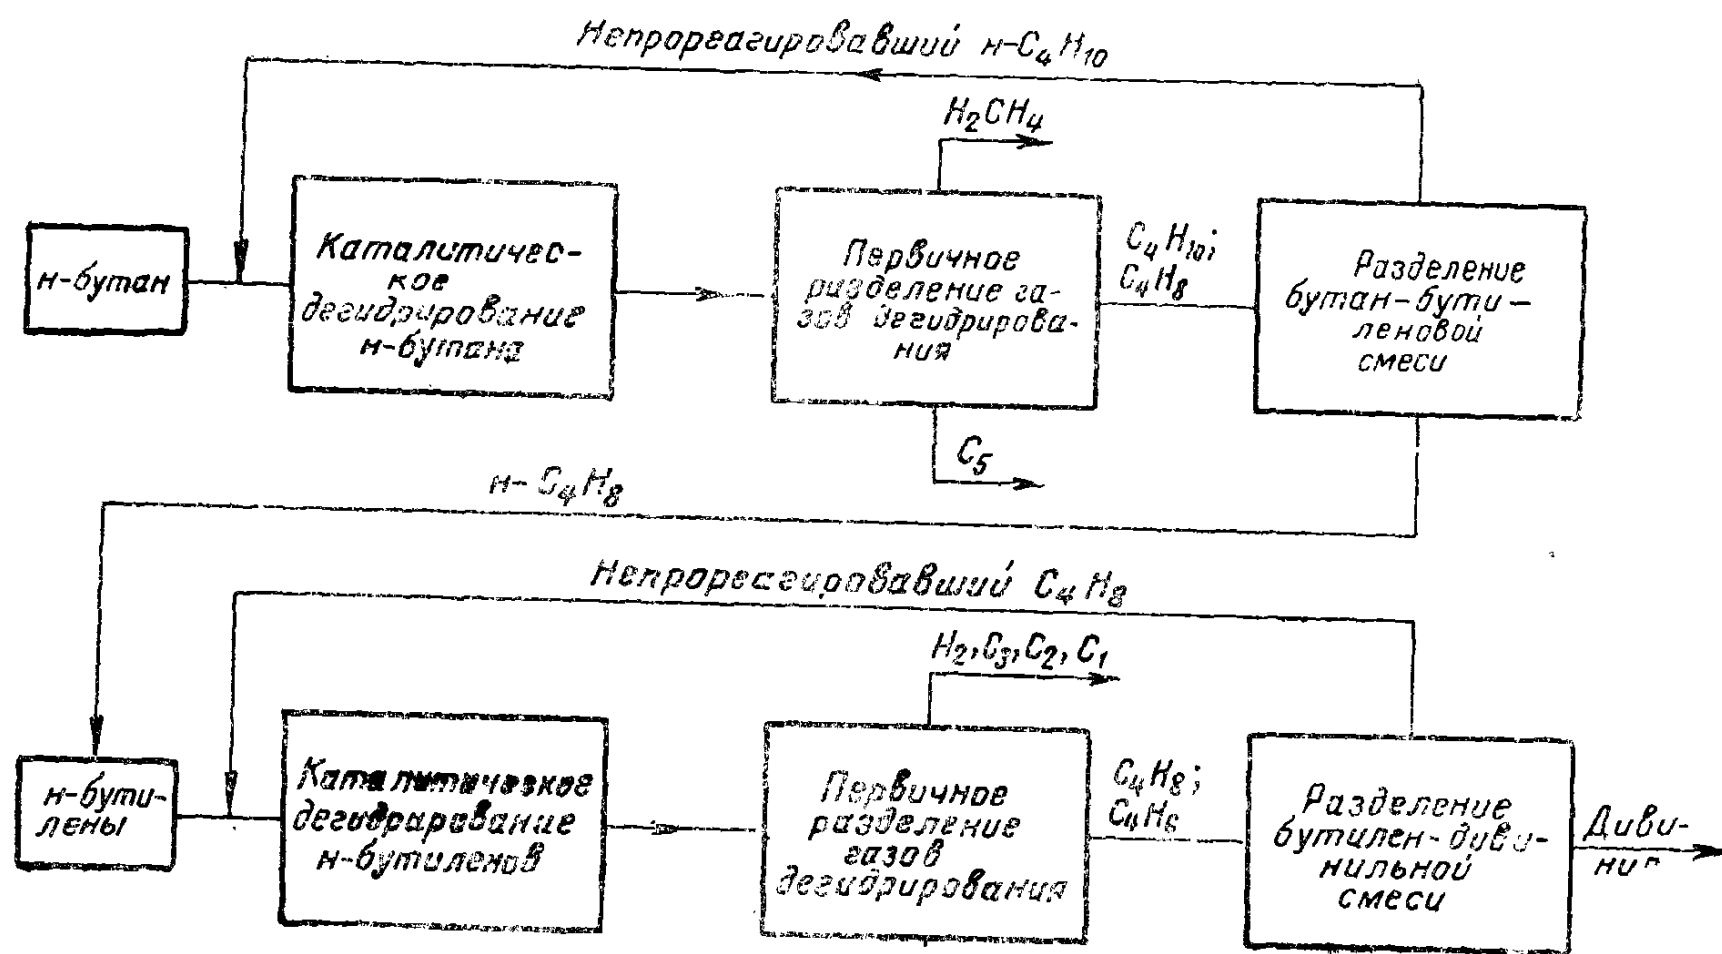 Непрореагировавший н-C₄H₁₀
H₂CH₄
н-бутан
Каталитичес-
кое
дегидрирование
н-бутана
Первичное
разделение га-
зов дегидрирова-
ния
C₄H₁₀;
C₄H₈
Разделение
бутан-бути-
леновой
смеси
C₅
н-C₄H₈
Непрореагировавший C₄H₈
H₂,C₃,C₂,C₁
н-бути-
лены
Каталитическое
дегидрарование
н-бутиленов
Первичное
разделение
газов
дегидрирования
C₄H₈;
C₄H₆
Разделение
бутилен-диви-
нильной
смеси
Диви-
нил